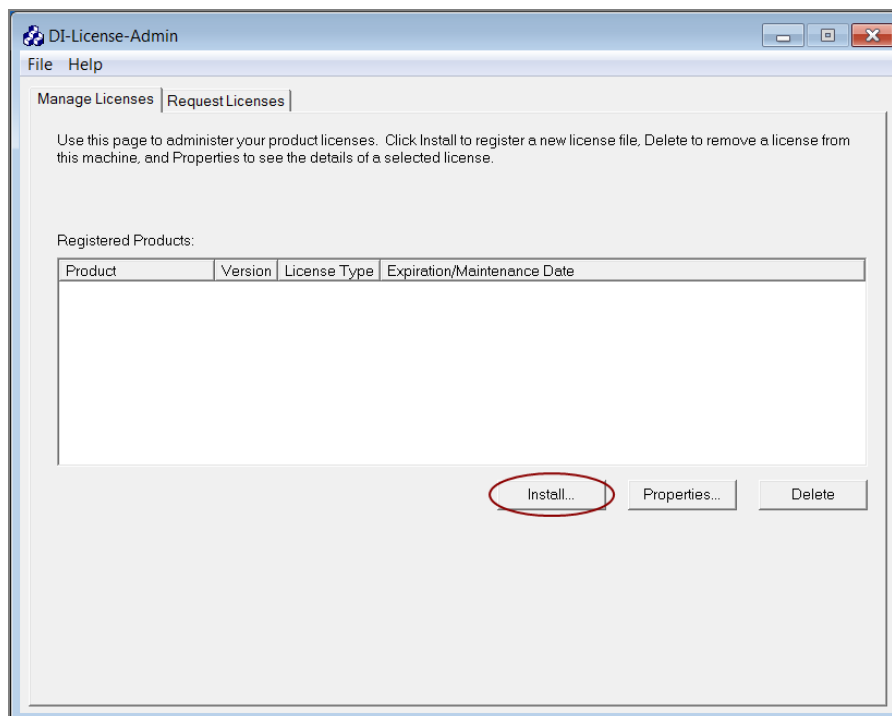 DI-License-Admin
File Help
Manage Licenses Request Licenses
Use this page to administer your product licenses. Click Install to register a new license file, Delete to remove a license from
this machine, and Properties to see the details of a selected license.
Registered Products:
Product Version License Type Expiration/Maintenance Date
Install... Properties... Delete